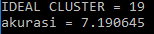 IDEAL CLUSTER = 19
akurasi = 7.190645